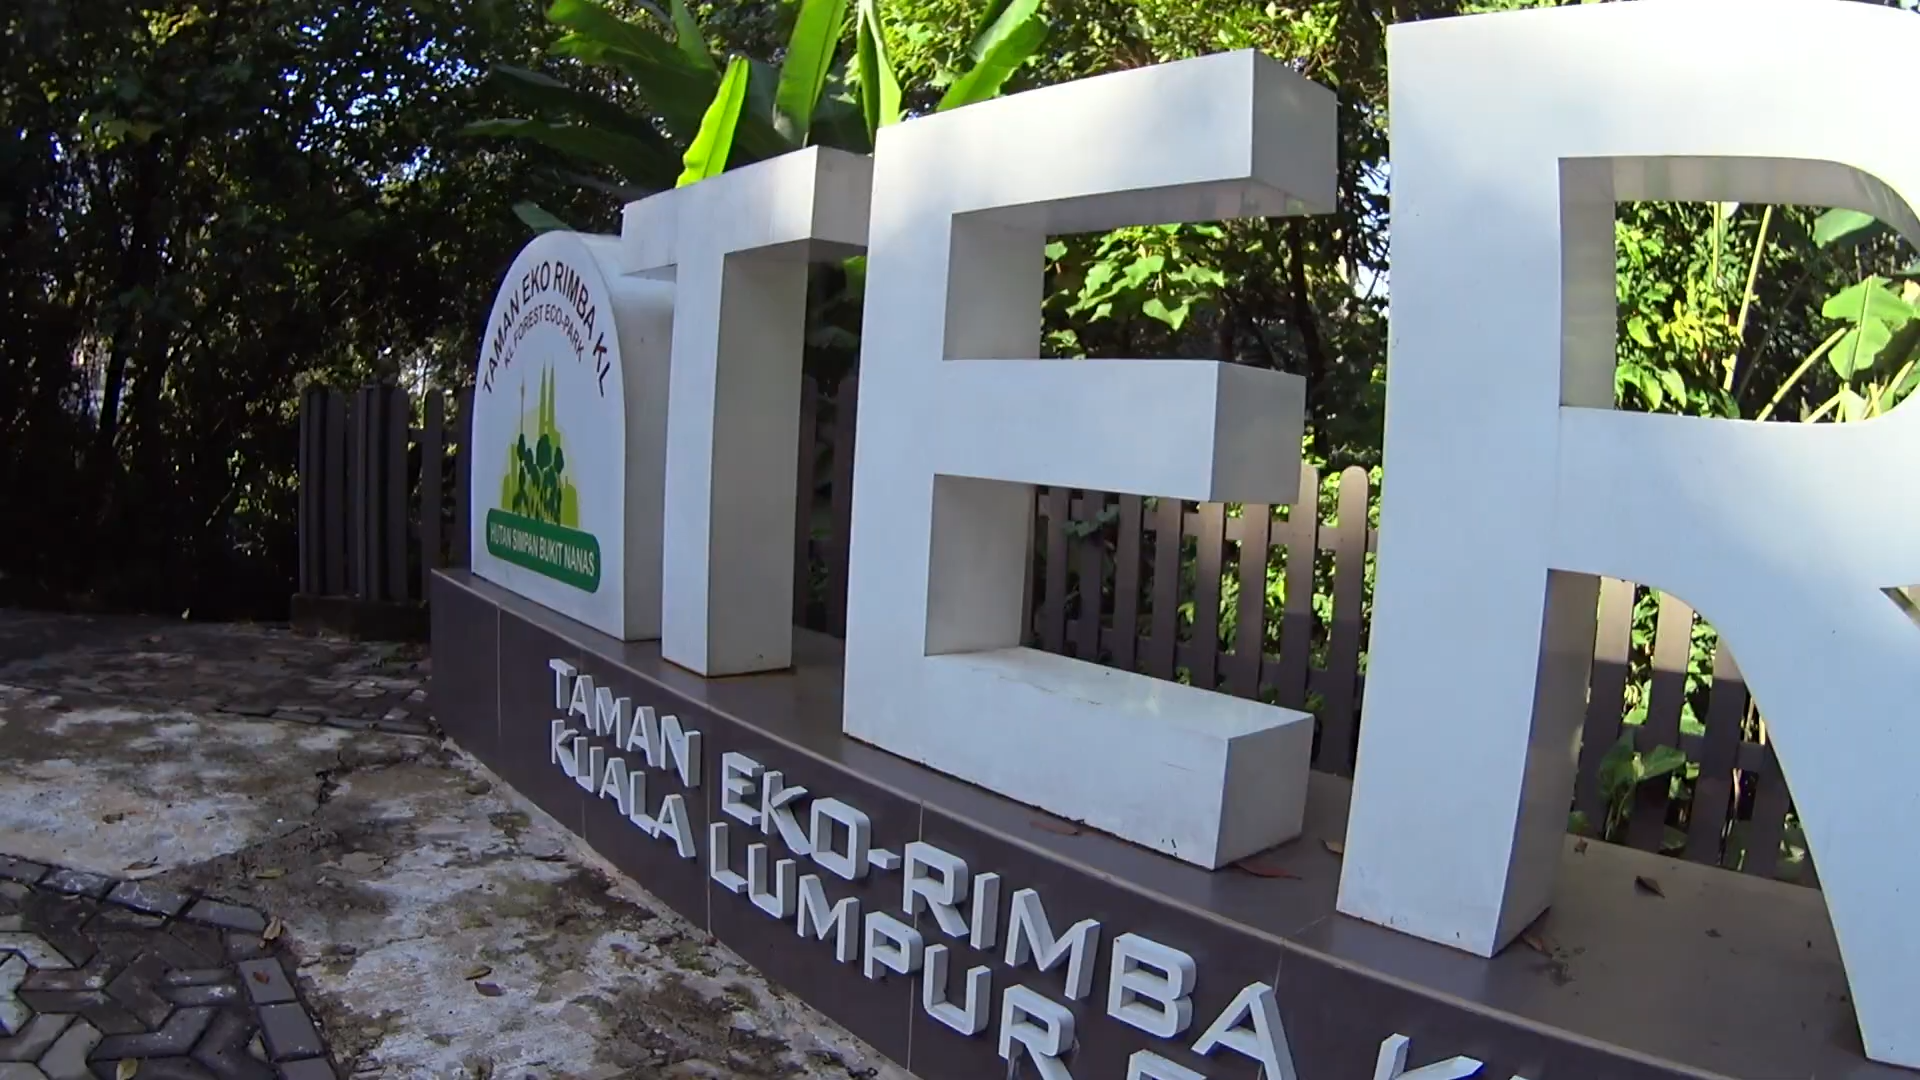 TAMAN EKO RIMBA KL
KL FOREST ECO-PARK
HUTAN SIMPAN BUKIT NANAS
TER
TAMAN EKO-RIMBA
KUALA LUMPUR